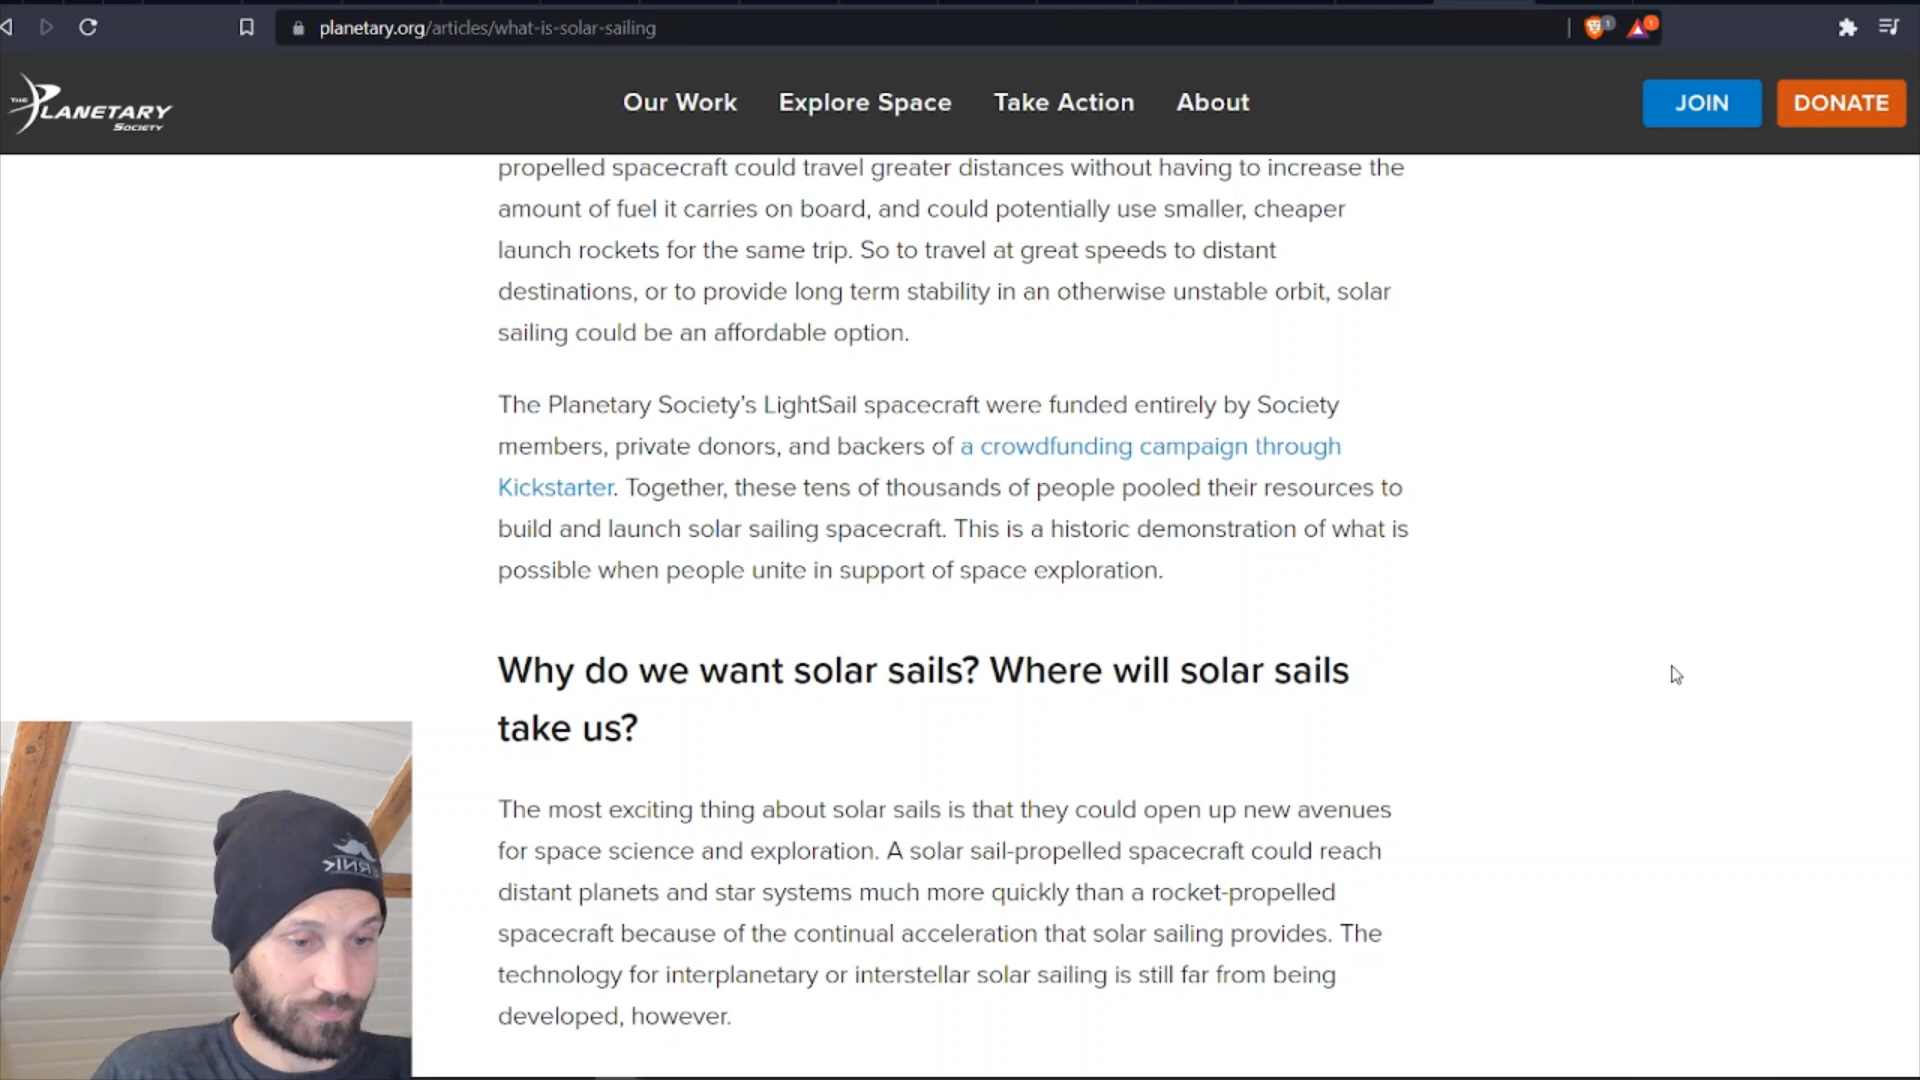 planetary.org/articles/what-is-solar-sailing
1
1
THE
PLANETARY
SOCIETY
Our Work
Explore Space
Take Action
About
JOIN
DONATE
propelled spacecraft could travel greater distances without having to increase the
amount of fuel it carries on board, and could potentially use smaller, cheaper
launch rockets for the same trip. So to travel at great speeds to distant
destinations, or to provide long term stability in an otherwise unstable orbit, solar
sailing could be an affordable option.
The Planetary Society’s LightSail spacecraft were funded entirely by Society
members, private donors, and backers of a crowdfunding campaign through
Kickstarter. Together, these tens of thousands of people pooled their resources to
build and launch solar sailing spacecraft. This is a historic demonstration of what is
possible when people unite in support of space exploration.
Why do we want solar sails? Where will solar sails
take us?
The most exciting thing about solar sails is that they could open up new avenues
for space science and exploration. A solar sail-propelled spacecraft could reach
distant planets and star systems much more quickly than a rocket-propelled
spacecraft because of the continual acceleration that solar sailing provides. The
technology for interplanetary or interstellar solar sailing is still far from being
developed, however.